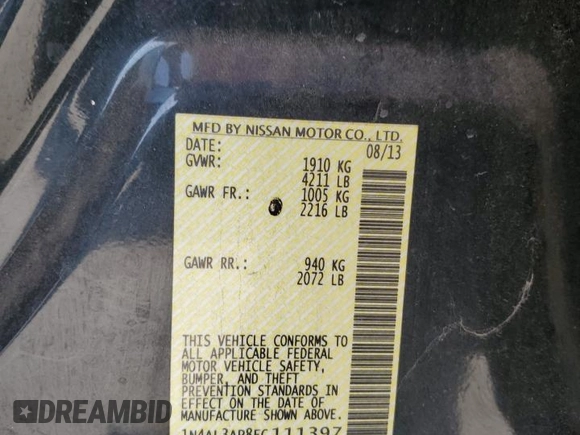 MFD BY NISSAN MOTOR CO., LTD.
DATE: 08/13
GVWR: 1910 KG
4211 LB
GAWR FR.: 1005 KG
2216 LB
GAWR RR.: 940 KG
2072 LB
THIS VEHICLE CONFORMS TO
ALL APPLICABLE FEDERAL
MOTOR VEHICLE SAFETY,
BUMPER, AND THEFT
PREVENTION STANDARDS IN
EFFECT ON THE DATE OF
MANUFACTURE SHOWN ABOVE.
1N4AL3AP8EC111397
DREAMBID